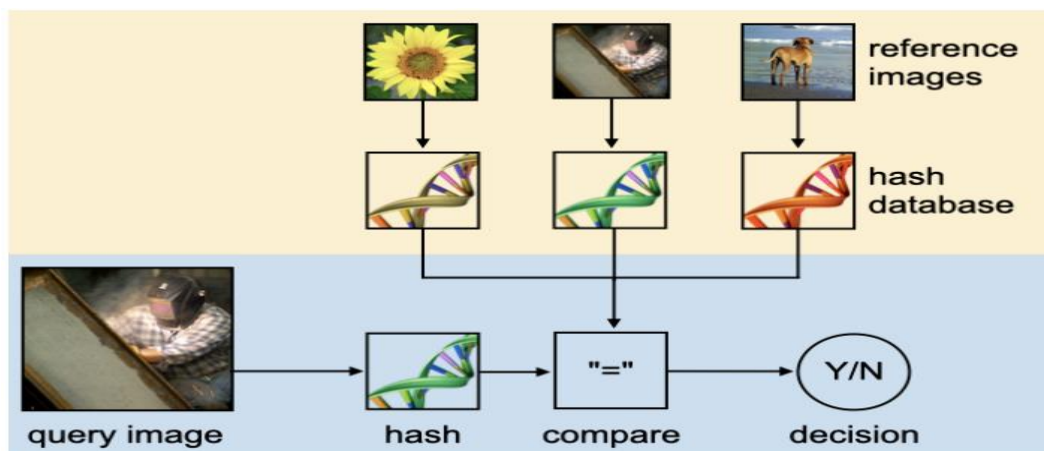 reference
images
hash
database
"="
Y/N
query image
hash
compare
decision